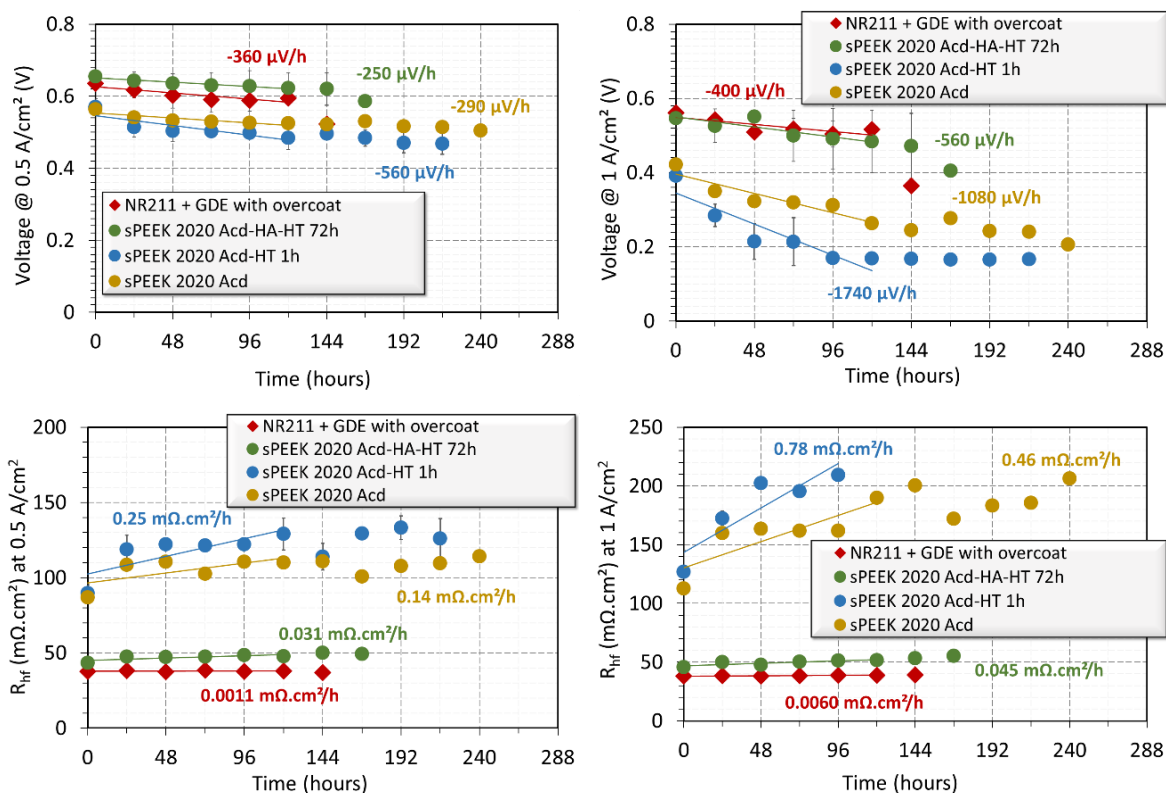 Voltage @ 0.5 A/cm² (V)
0.8
0.6
0.4
0.2
0
-360 µV/h
-250 µV/h
-290 µV/h
-560 µV/h
NR211 + GDE with overcoat
sPEEK 2020 Acd-HA-HT 72h
sPEEK 2020 Acd-HT 1h
sPEEK 2020 Acd
0 48 96 144 192 240 288
Time (hours)
Voltage @ 1 A/cm² (V)
0.8
0.6
0.4
0.2
0
NR211 + GDE with overcoat
sPEEK 2020 Acd-HA-HT 72h
sPEEK 2020 Acd-HT 1h
sPEEK 2020 Acd
-400 µV/h
-560 µV/h
-1080 µV/h
-1740 µV/h
0 48 96 144 192 240 288
Time (hours)
R_hf (mΩ.cm²) at 0.5 A/cm²
200
150
100
50
0
NR211 + GDE with overcoat
sPEEK 2020 Acd-HA-HT 72h
sPEEK 2020 Acd-HT 1h
sPEEK 2020 Acd
0.25 mΩ.cm²/h
0.14 mΩ.cm²/h
0.031 mΩ.cm²/h
0.0011 mΩ.cm²/h
0 48 96 144 192 240 288
Time (hours)
R_hf (mΩ.cm²) at 1 A/cm²
250
200
150
100
50
0
0.78 mΩ.cm²/h
0.46 mΩ.cm²/h
NR211 + GDE with overcoat
sPEEK 2020 Acd-HA-HT 72h
sPEEK 2020 Acd-HT 1h
sPEEK 2020 Acd
0.045 mΩ.cm²/h
0.0060 mΩ.cm²/h
0 48 96 144 192 240 288
Time (hours)